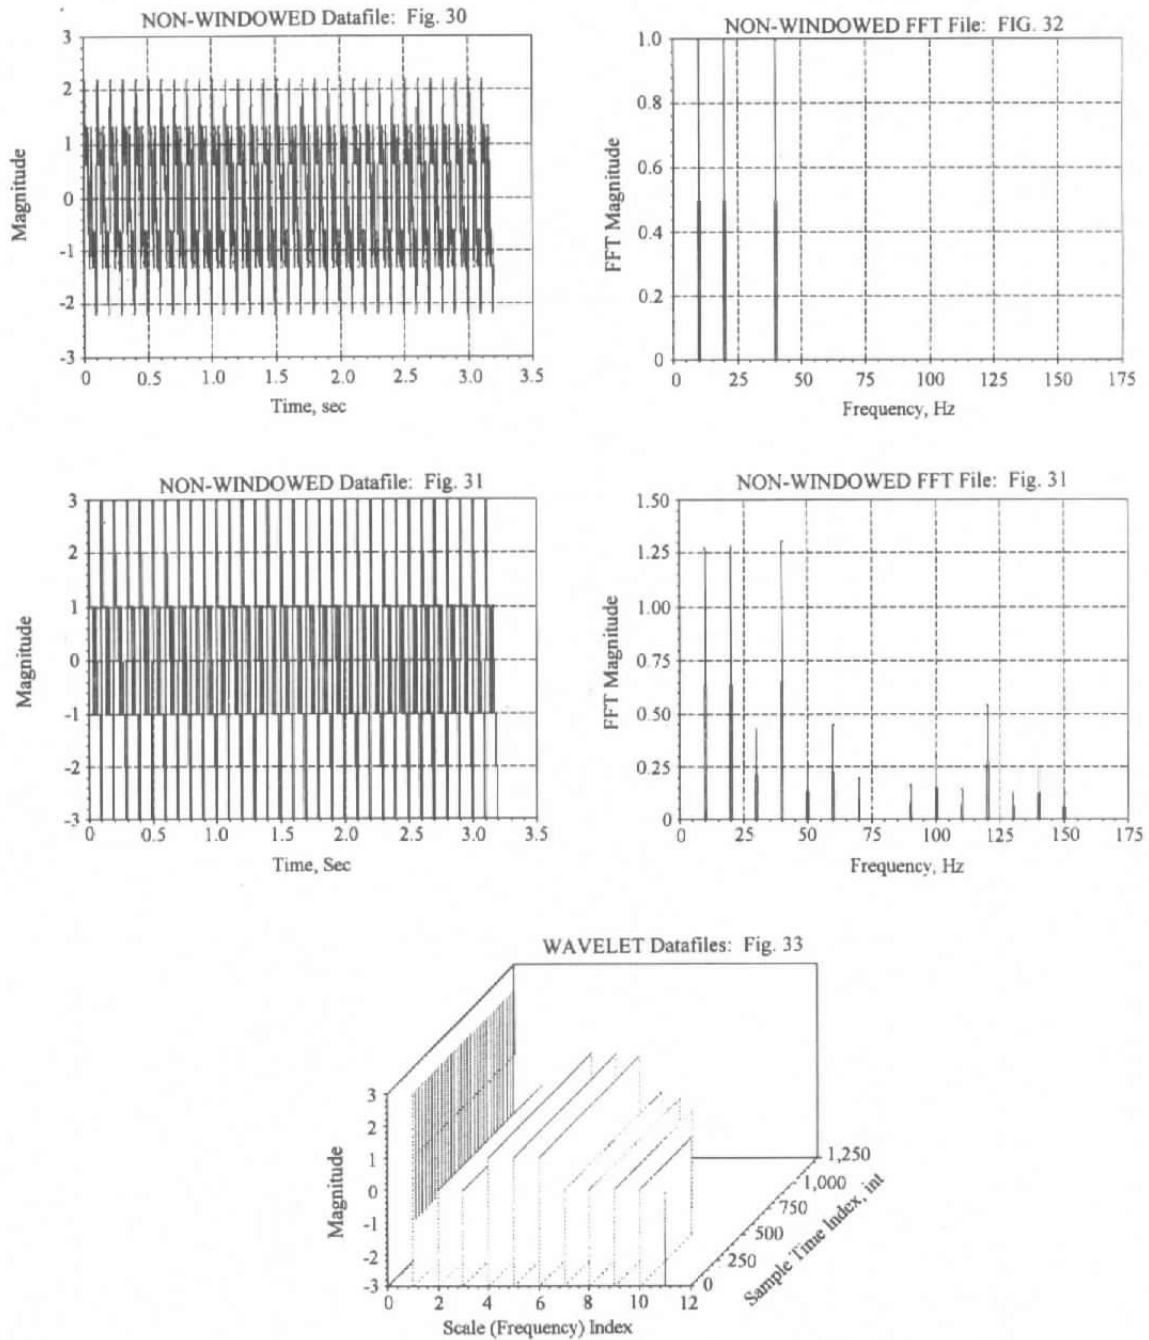 NON-WINDOWED Datafile: Fig. 30
3
2
1
0
-1
-2
-3
Magnitude
0 0.5 1.0 1.5 2.0 2.5 3.0 3.5
Time, sec
NON-WINDOWED FFT File: FIG. 32
1.0
0.8
0.6
0.4
0.2
0
FFT Magnitude
0 25 50 75 100 125 150 175
Frequency, Hz
NON-WINDOWED Datafile: Fig. 31
3
2
1
0
-1
-2
-3
Magnitude
0 0.5 1.0 1.5 2.0 2.5 3.0 3.5
Time, Sec
NON-WINDOWED FFT File: Fig. 31
1.50
1.25
1.00
0.75
0.50
0.25
0
FFT Magnitude
0 25 50 75 100 125 150 175
Frequency, Hz
WAVELET Datafiles: Fig. 33
3
2
1
0
-1
-2
-3
Magnitude
0 2 4 6 8 10 12
Scale (Frequency) Index
0
250
500
750
1,000
1,250
Sample Time Index, int